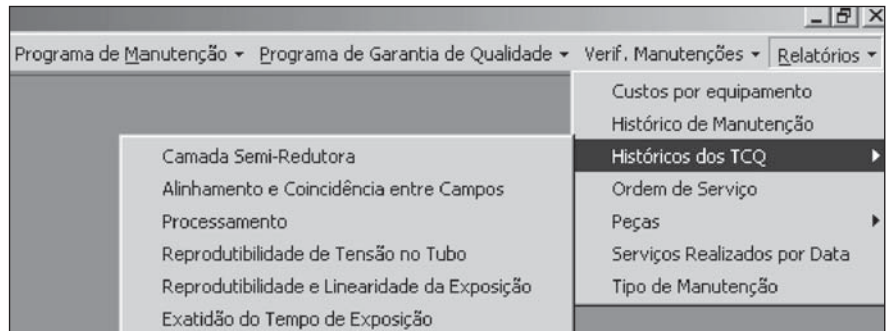 Programa de Manutenção Programa de Garantia de Qualidade Verif. Manutenções Relatórios
Custos por equipamento
Histórico de Manutenção
Históricos dos TCQ
Ordem de Serviço
Peças
Serviços Realizados por Data
Tipo de Manutenção
Camada Semi-Redutora
Alinhamento e Coincidência entre Campos
Processamento
Reprodutibilidade de Tensão no Tubo
Reprodutibilidade e Linearidade da Exposição
Exatidão do Tempo de Exposição